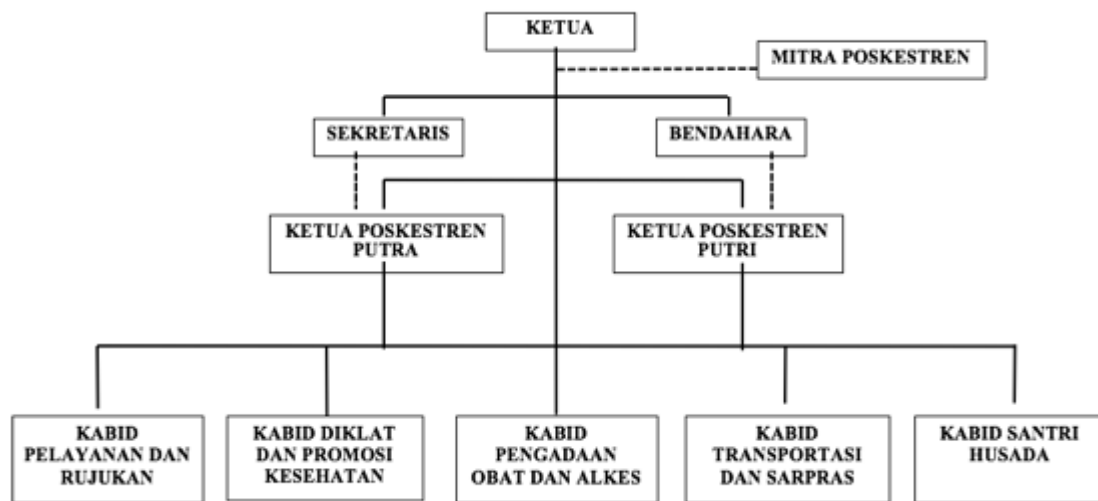 KETUA
MITRA POSKESTREN
SEKRETARIS
BENDAHARA
KETUA POSKESTREN
PUTRA
KETUA POSKESTREN
PUTRI
KABID
PELAYANAN DAN
RUJUKAN
KABID DIKLAT
DAN PROMOSI
KESEHATAN
KABID
PENGADAAN
OBAT DAN ALKES
KABID
TRANSPORTASI
DAN SARPRAS
KABID SANTRI
HUSADA